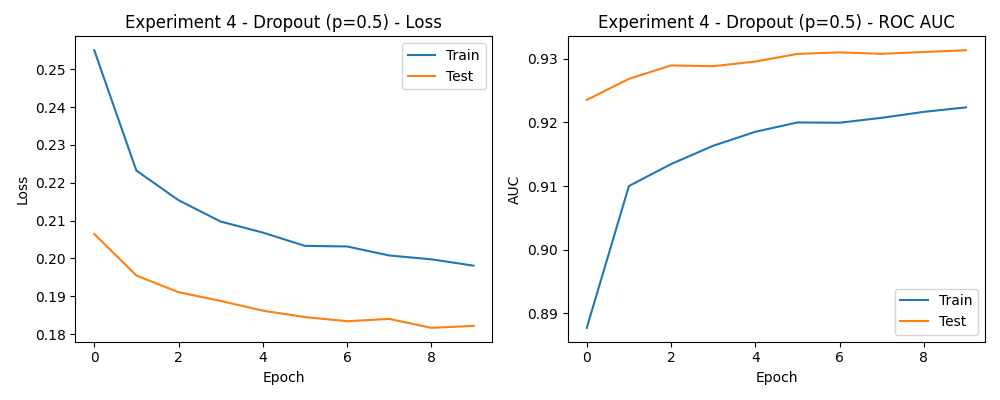 Experiment 4 - Dropout (p=0.5) - Loss
Loss
0.25
0.24
0.23
0.22
0.21
0.20
0.19
0.18
0 2 4 6 8
Epoch
Train
Test
Experiment 4 - Dropout (p=0.5) - ROC AUC
AUC
0.93
0.92
0.91
0.90
0.89
0 2 4 6 8
Epoch
Train
Test